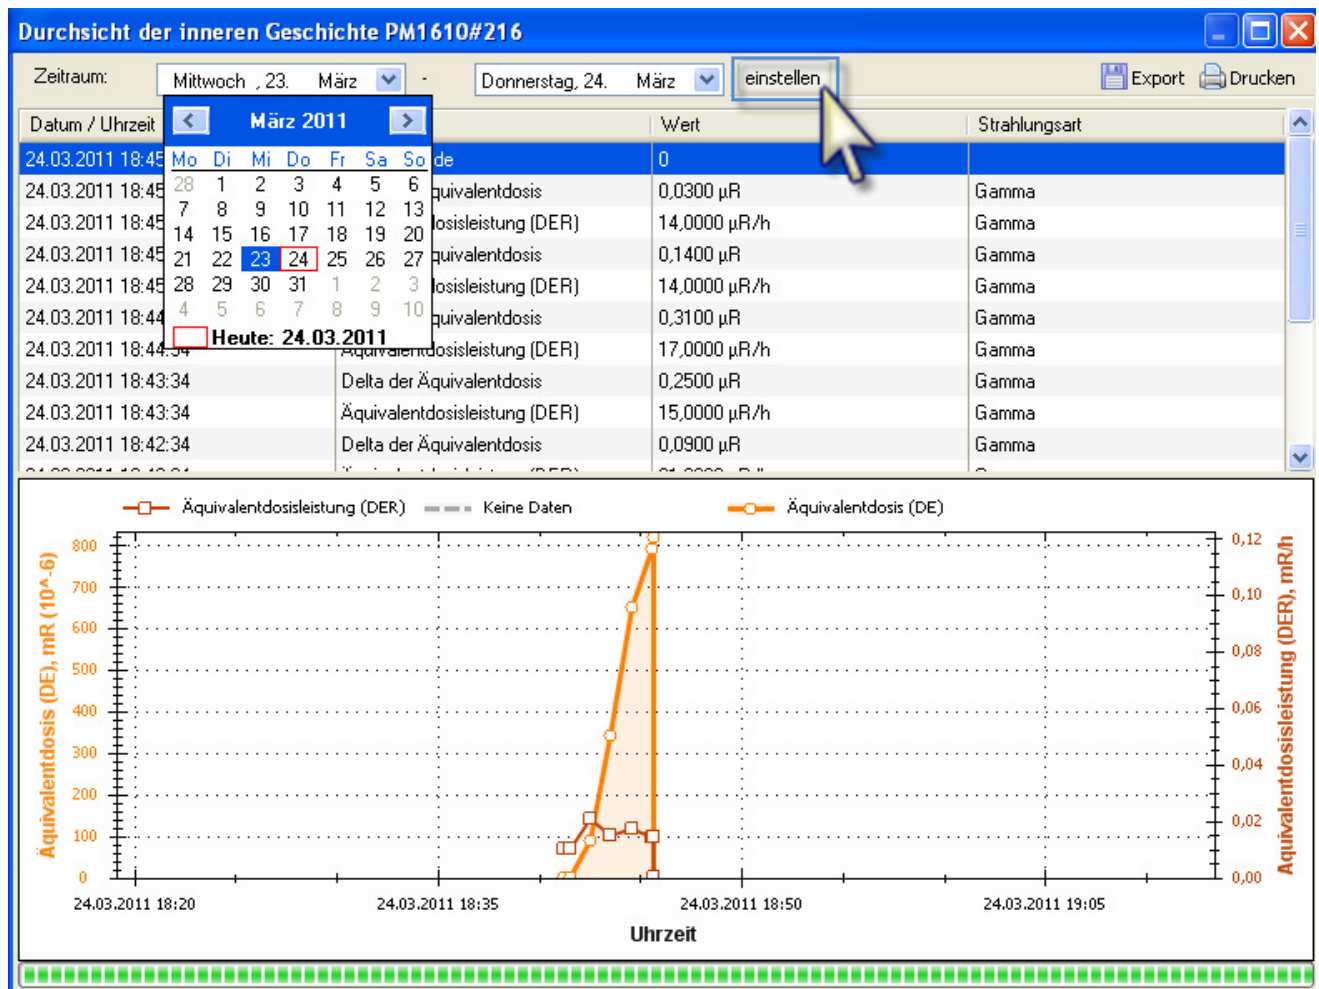 Durchsicht der inneren Geschichte PM1610#216
Zeitraum: Mittwoch , 23. März - Donnerstag, 24. März einstellen Export Drucken
Datum / Uhrzeit Wert Strahlungsart
März 2011
Mo Di Mi Do Fr Sa So
28 1 2 3 4 5 6
7 8 9 10 11 12 13
14 15 16 17 18 19 20
21 22 23 24 25 26 27
28 29 30 31 1 2 3
4 5 6 7 8 9 10
Heute: 24.03.2011
24.03.2011 18:45 de 0
24.03.2011 18:45 quivalentdosis 0,0300 µR Gamma
24.03.2011 18:45 losisleistung (DER) 14,0000 µR/h Gamma
24.03.2011 18:45 quivalentdosis 0,1400 µR Gamma
24.03.2011 18:45 losisleistung (DER) 14,0000 µR/h Gamma
24.03.2011 18:44 quivalentdosis 0,3100 µR Gamma
24.03.2011 18:44:34 Äquivalentdosisleistung (DER) 17,0000 µR/h Gamma
24.03.2011 18:43:34 Delta der Äquivalentdosis 0,2500 µR Gamma
24.03.2011 18:43:34 Äquivalentdosisleistung (DER) 15,0000 µR/h Gamma
24.03.2011 18:42:34 Delta der Äquivalentdosis 0,0900 µR Gamma
Äquivalentdosisleistung (DER) Keine Daten Äquivalentdosis (DE)
Äquivalentdosis (DE), mR (10^-6)
800
700
600
500
400
300
200
100
0
0,12
0,10
0,08
0,06
0,04
0,02
0,00
Äquivalentdosisleistung (DER), mR/h
24.03.2011 18:20 24.03.2011 18:35 24.03.2011 18:50 24.03.2011 19:05
Uhrzeit